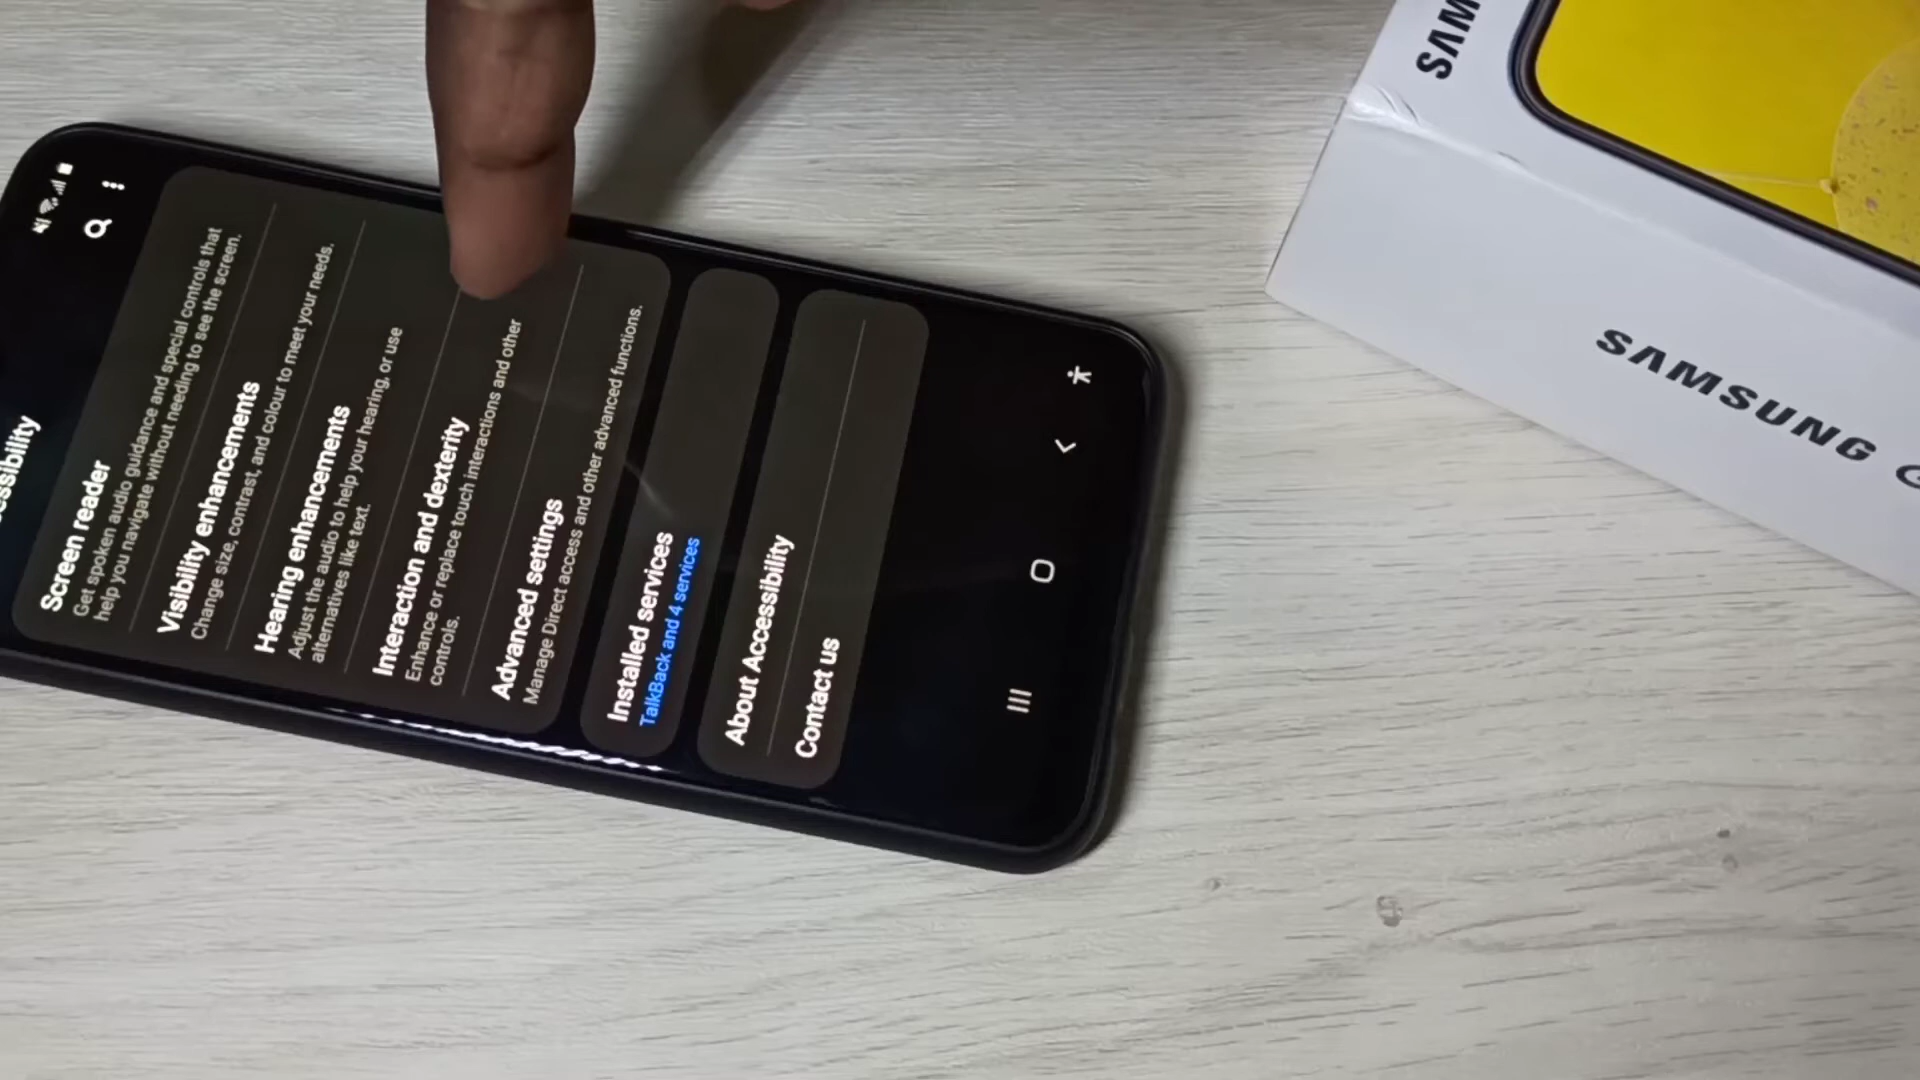 Screen reader
Get spoken audio guidance and special controls that
help you navigate without needing to see the screen.
Visibility enhancements
Change size, contrast, and colour to meet your needs.
Hearing enhancements
Adjust the audio to help your hearing, or use
alternatives like text.
Interaction and dexterity
Enhance or replace touch interactions and other
controls.
Advanced settings
Manage Direct access and other advanced functions.
Installed services
TalkBack and 4 services
About Accessibility
Contact us
SAMSUNG